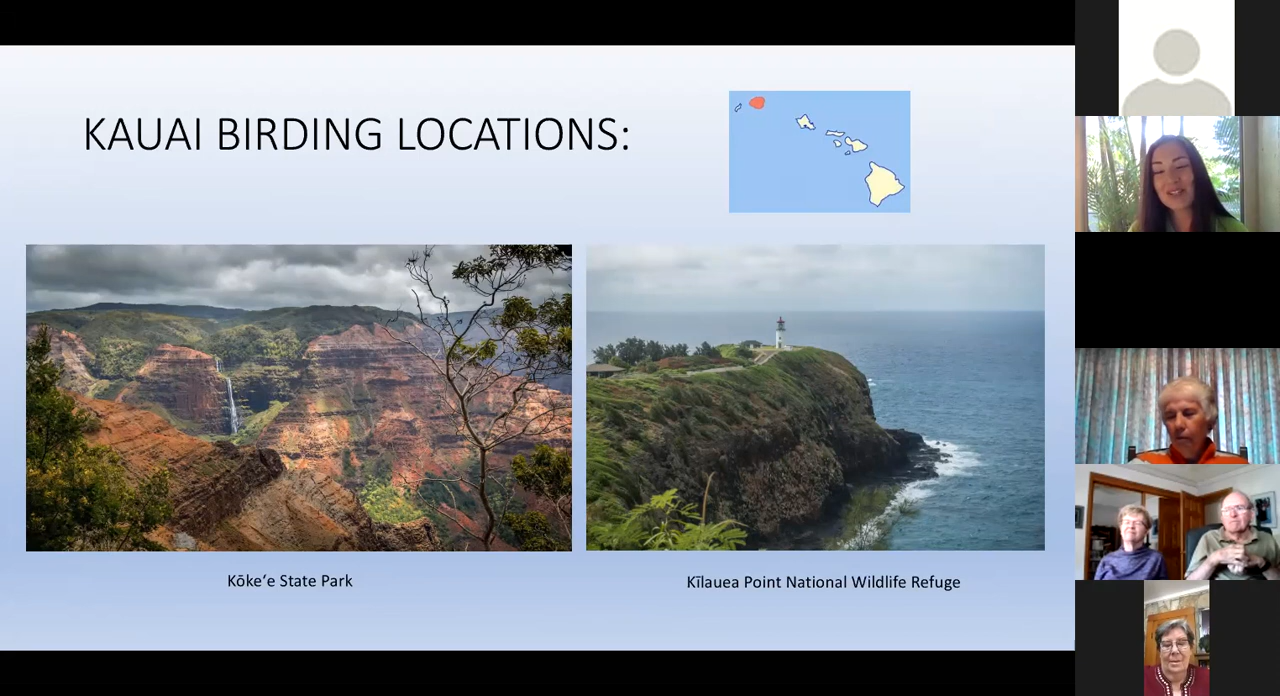 KAUAI BIRDING LOCATIONS:
Kōke‘e State Park
Kīlauea Point National Wildlife Refuge